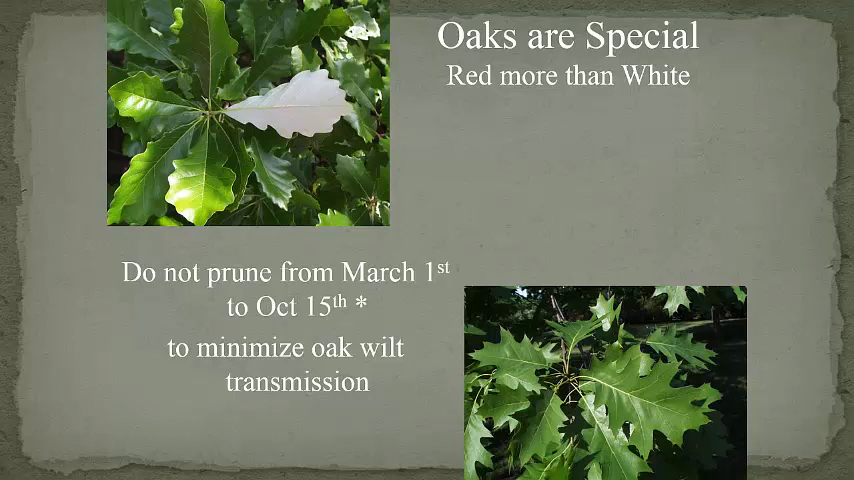 Oaks are Special
Red more than White
Do not prune from March 1st
to Oct 15th *
to minimize oak wilt
transmission